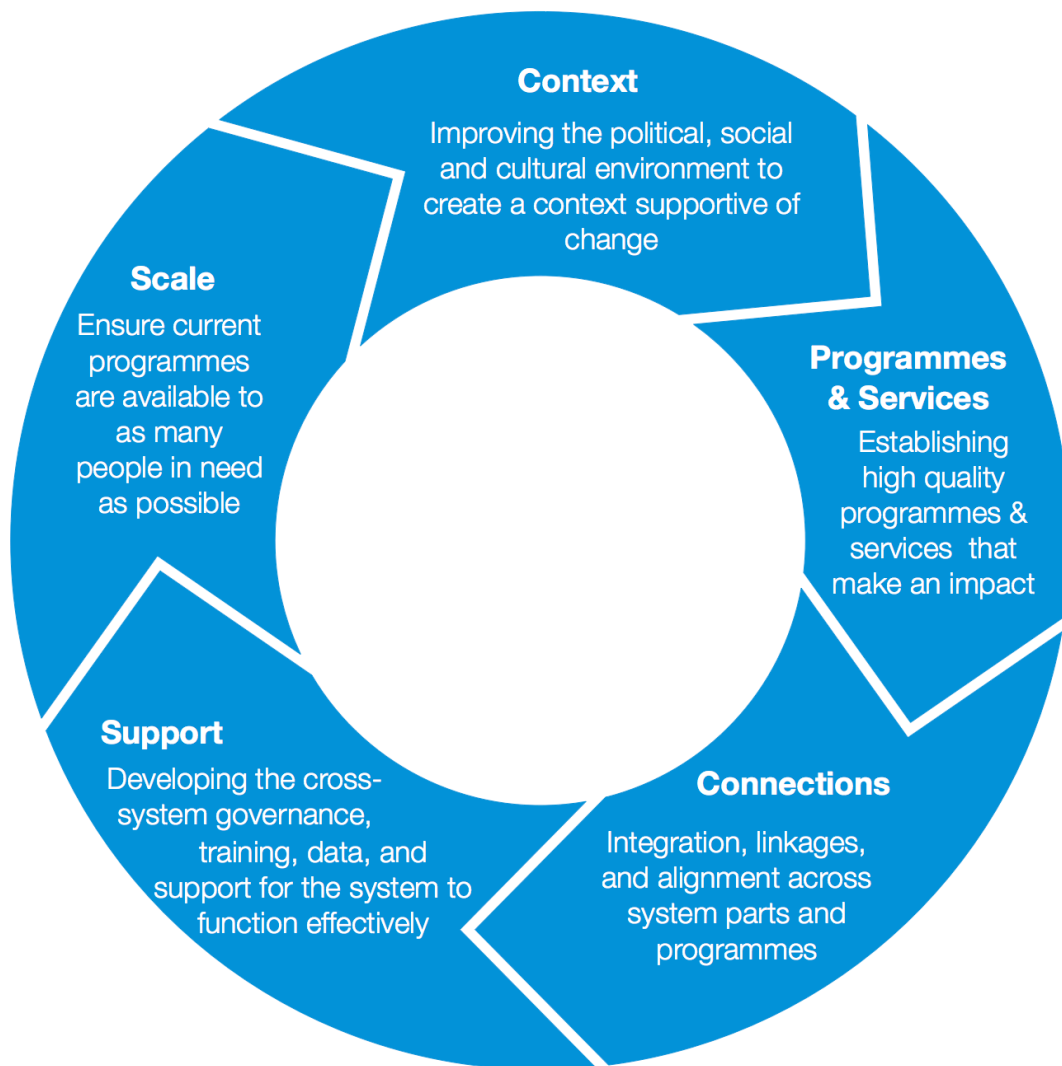 Context
Improving the political, social
and cultural environment to
create a context supportive of
change
Programmes
& Services
Establishing
high quality
programmes &
services that
make an impact
Connections
Integration, linkages,
and alignment across
system parts and
programmes
Support
Developing the cross-
system governance,
training, data, and
support for the system to
function effectively
Scale
Ensure current
programmes
are available to
as many
people in need
as possible